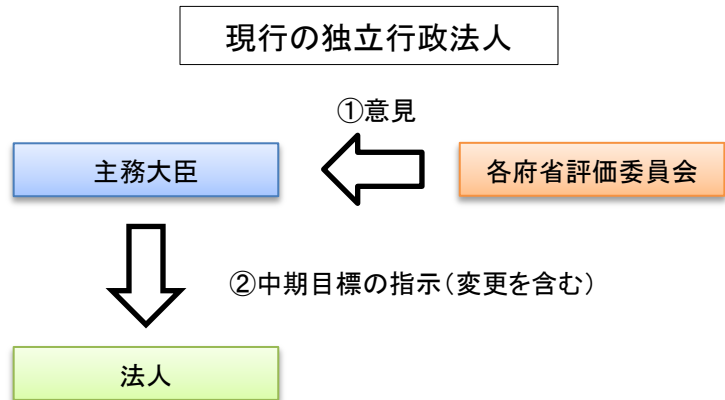 現行の独立行政法人
①意見
主務大臣
各府省評価委員会
②中期目標の指示(変更を含む)
法人